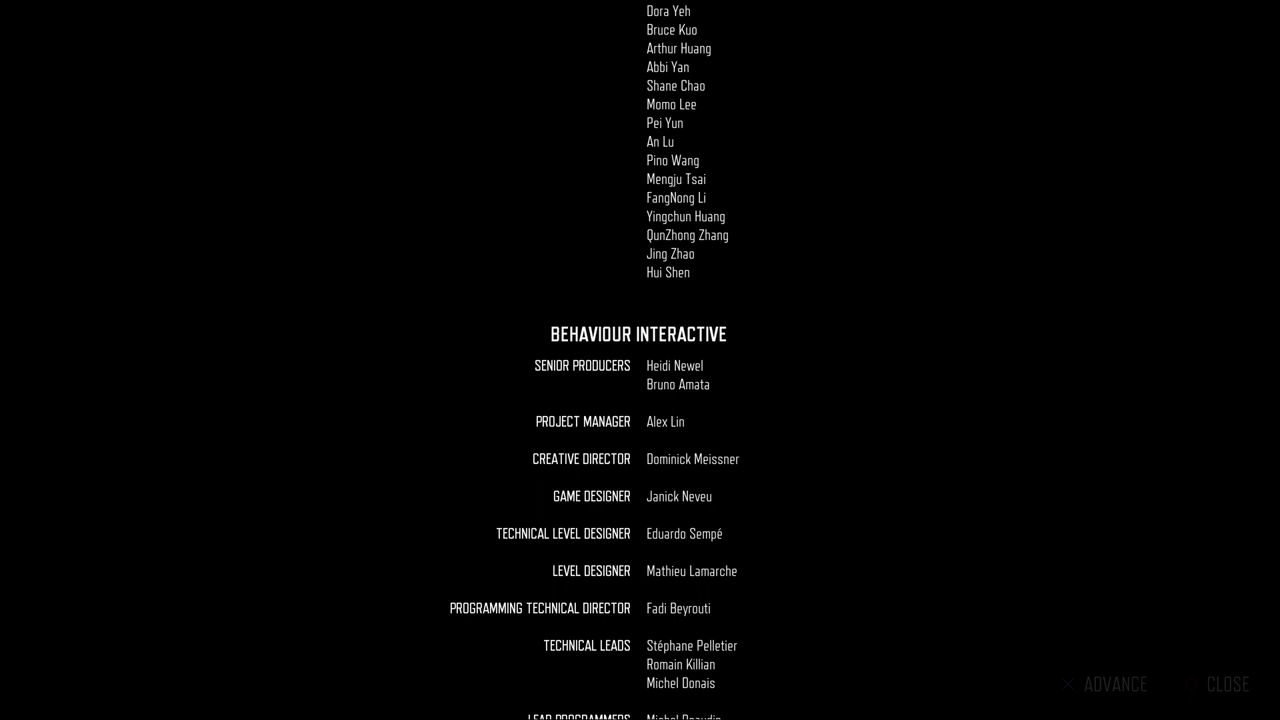 Dora Yeh
Bruce Kuo
Arthur Huang
Abbi Yan
Shane Chao
Momo Lee
Pei Yun
An Lu
Pino Wang
Mengju Tsai
FangNong Li
Yingchun Huang
QunZhong Zhang
Jing Zhao
Hui Shen
BEHAVIOUR INTERACTIVE
SENIOR PRODUCERS Heidi Newel
Bruno Amata
PROJECT MANAGER Alex Lin
CREATIVE DIRECTOR Dominick Meissner
GAME DESIGNER Janick Neveu
TECHNICAL LEVEL DESIGNER Eduardo Sempé
LEVEL DESIGNER Mathieu Lamarche
PROGRAMMING TECHNICAL DIRECTOR Fadi Beyrouti
TECHNICAL LEADS Stéphane Pelletier
Romain Killian
Michel Donais
ADVANCE CLOSE
LEAD PROGRAMMERS Michel